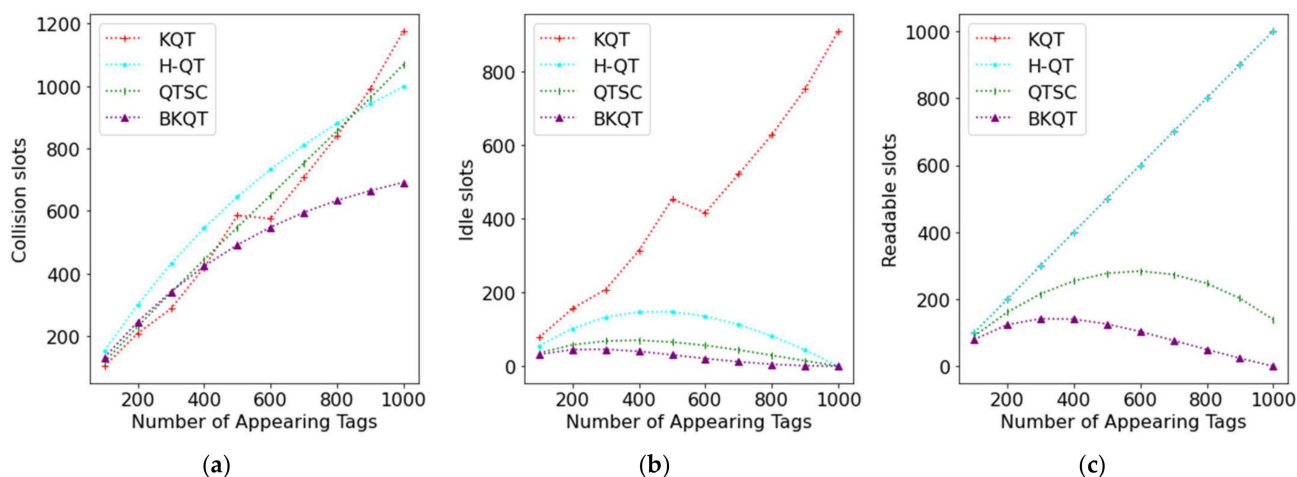 1200
1000
800
600
400
200
Collision slots
KQT
H-QT
QTSC
BKQT
200 400 600 800 1000
Number of Appearing Tags
(a)
800
600
400
200
0
Idle slots
KQT
H-QT
QTSC
BKQT
200 400 600 800 1000
Number of Appearing Tags
(b)
1000
800
600
400
200
0
Readable slots
KQT
H-QT
QTSC
BKQT
200 400 600 800 1000
Number of Appearing Tags
(c)